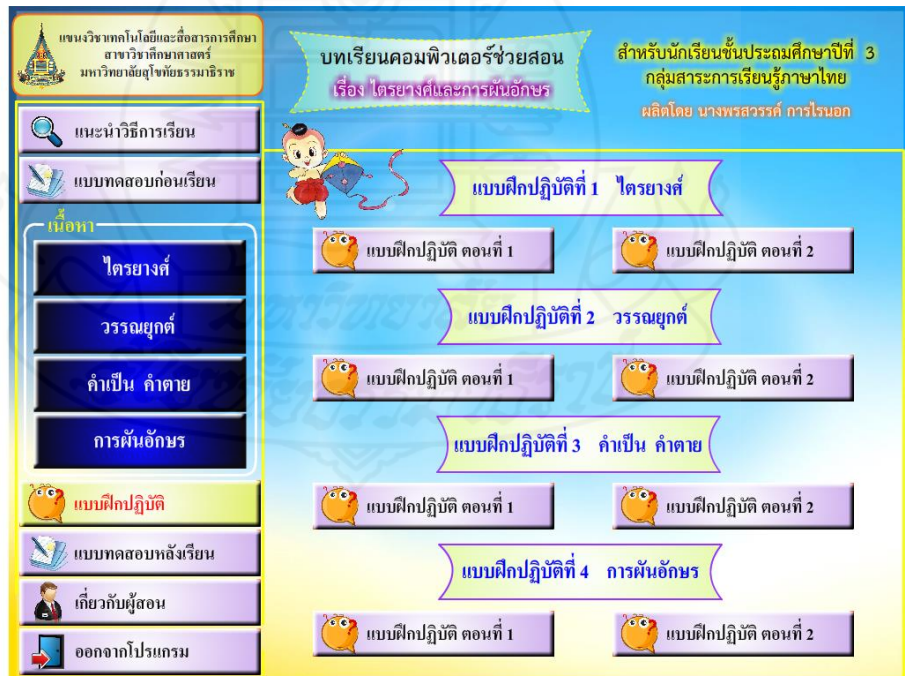 แขนงวิชาเทคโนโลยีและสื่อสารการศึกษา
สาขาวิชาศึกษาศาสตร์
มหาวิทยาลัยสุโขทัยธรรมาธิราช
บทเรียนคอมพิวเตอร์ช่วยสอน
เรื่อง ไตรยางศ์และการผันอักษร
สำหรับนักเรียนชั้นประถมศึกษาปีที่ 3
กลุ่มสาระการเรียนรู้ภาษาไทย
ผลิตโดย นางพรสวรรค์ การไรนอก
แนะนำวิธีการเรียน
แบบทดสอบก่อนเรียน
เนื้อหา
ไตรยางศ์
วรรณยุกต์
คำเป็น คำตาย
การผันอักษร
แบบฝึกปฏิบัติ
แบบทดสอบหลังเรียน
เกี่ยวกับผู้สอน
ออกจากโปรแกรม
แบบฝึกปฏิบัติที่ 1 ไตรยางศ์
แบบฝึกปฏิบัติ ตอนที่ 1
แบบฝึกปฏิบัติ ตอนที่ 2
แบบฝึกปฏิบัติที่ 2 วรรณยุกต์
แบบฝึกปฏิบัติ ตอนที่ 1
แบบฝึกปฏิบัติ ตอนที่ 2
แบบฝึกปฏิบัติที่ 3 คำเป็น คำตาย
แบบฝึกปฏิบัติ ตอนที่ 1
แบบฝึกปฏิบัติ ตอนที่ 2
แบบฝึกปฏิบัติที่ 4 การผันอักษร
แบบฝึกปฏิบัติ ตอนที่ 1
แบบฝึกปฏิบัติ ตอนที่ 2